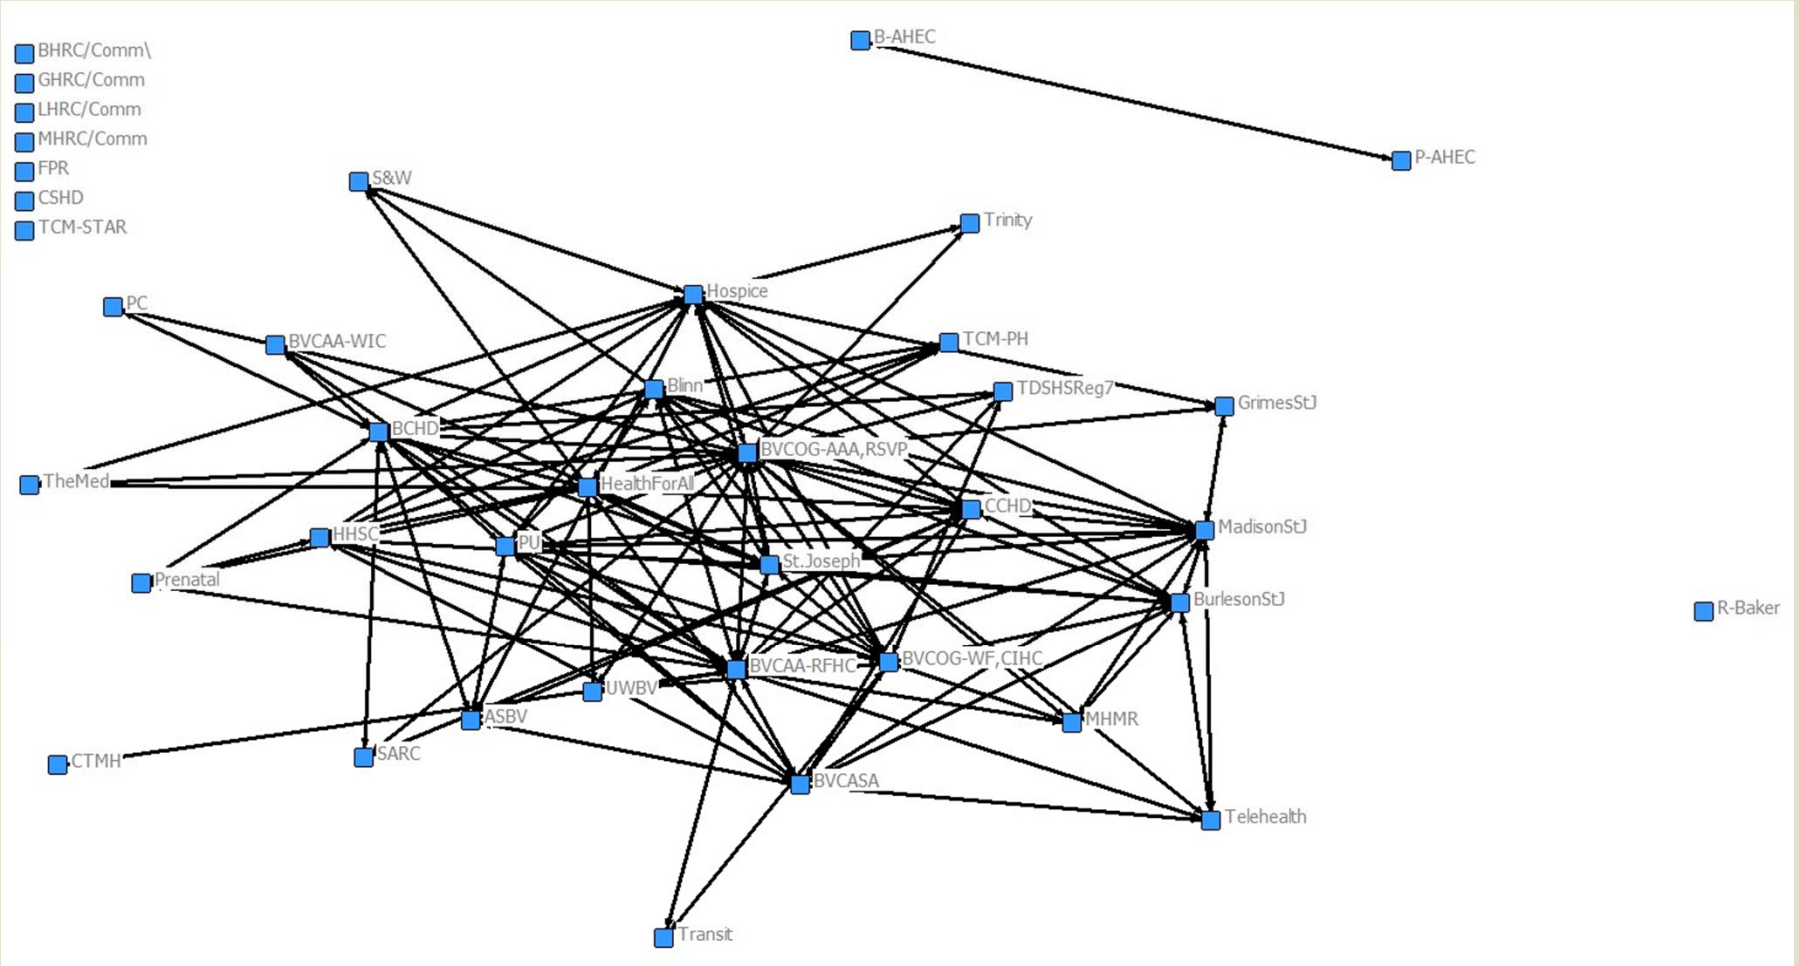 B-AHEC
BHRC/Comm\
GHRC/Comm
LHRC/Comm
MHRC/Comm
P-AHEC
FPR
S&W
CSHD
Trinity
TCM-STAR
Hospice
PC
TCM-PH
BVCAA-WIC
Blinn
TDSHSReg7
GrimesStJ
BCHD
BVCOG-AAA,RSVP
TheMed
HealthForAll
CCHD
MadisonStJ
HHSC
PU
St.Joseph
Prenatal
BurlesonStJ
R-Baker
BVCAA-RFHC
BVCOG-WF,CIHC
UWBV
ASBV
MHMR
SARC
CTMH
BVCASA
Telehealth
Transit